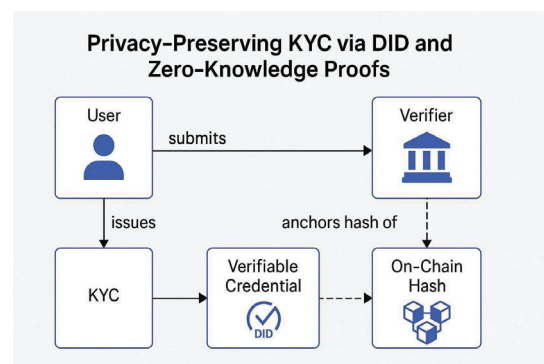 Privacy-Preserving KYC via DID and
Zero-Knowledge Proofs
User
submits
Verifier
issues
anchors hash of
KYC
Verifiable
Credential
DID
On-Chain
Hash